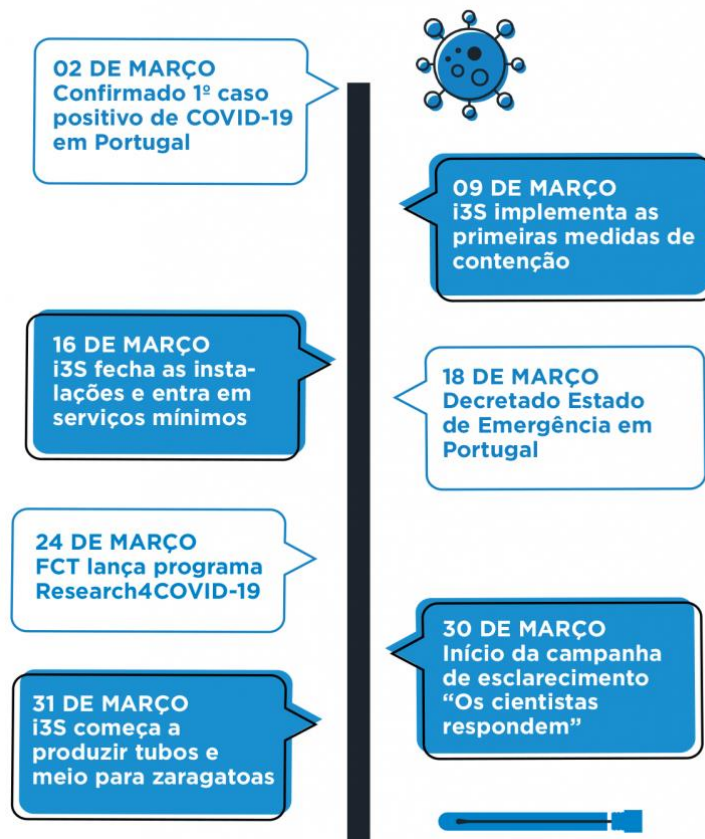 02 DE MARÇO
Confirmado 1º caso
positivo de COVID-19
em Portugal
09 DE MARÇO
i3S implementa as
primeiras medidas de
contenção
16 DE MARÇO
i3S fecha as insta-
lações e entra em
serviços mínimos
18 DE MARÇO
Decretado Estado
de Emergência em
Portugal
24 DE MARÇO
FCT lança programa
Research4COVID-19
30 DE MARÇO
Início da campanha
de esclarecimento
“Os cientistas
respondem”
31 DE MARÇO
i3S começa a
produzir tubos e
meio para zaragatoas